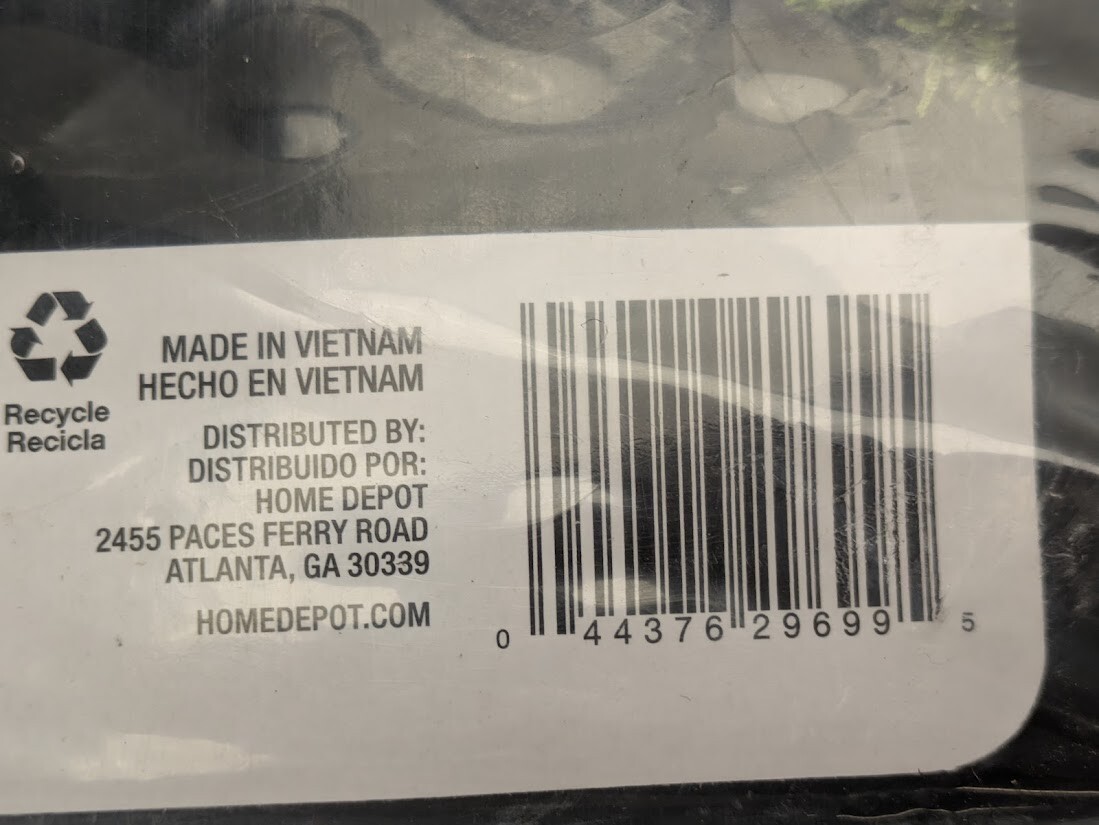 Recycle
Recicla
MADE IN VIETNAM
HECHO EN VIETNAM
DISTRIBUTED BY:
DISTRIBUIDO POR:
HOME DEPOT
2455 PACES FERRY ROAD
ATLANTA, GA 30339
HOMEDEPOT.COM
0 44376 29699 5